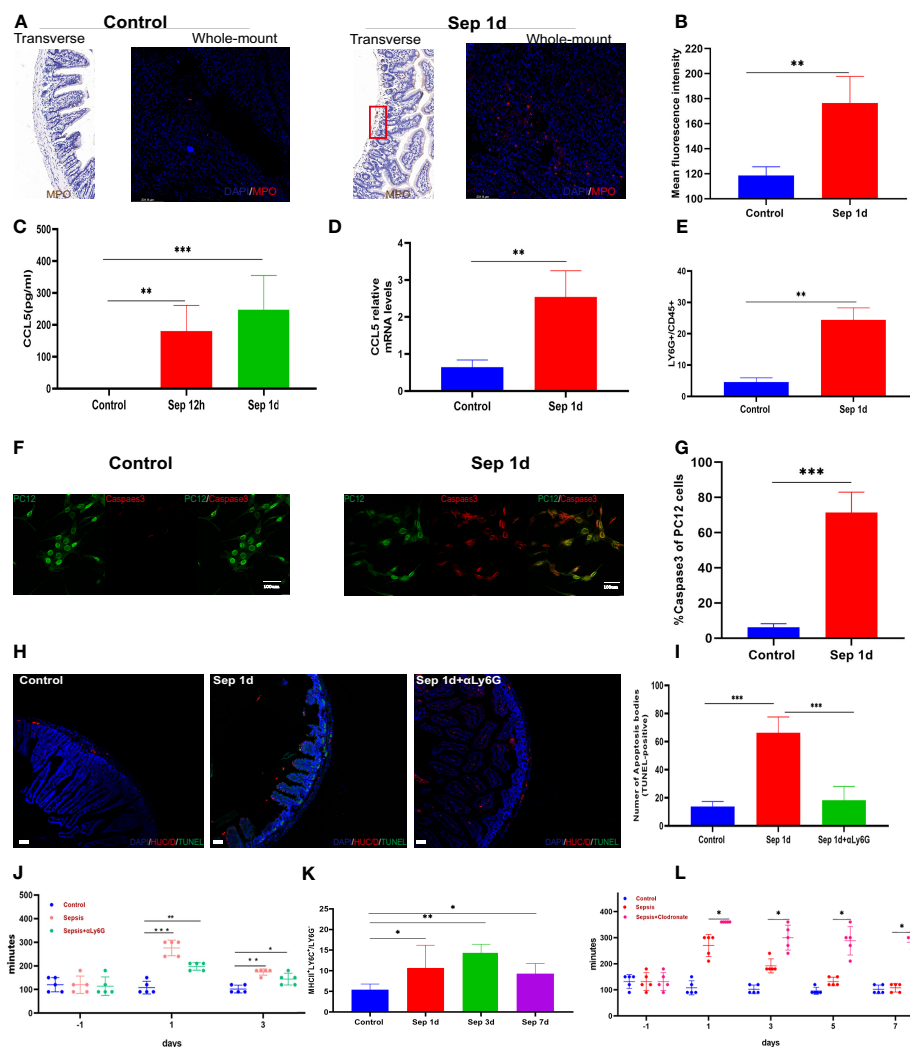 A
Control
Sep 1d
Transverse
Whole-mount
Transverse
Whole-mount
MPO
DAPI/MPO
MPO
DAPI/MPO
B
Mean fluorescence intensity
220
200
180
160
140
120
100
**
Control
Sep 1d
C
CCL5(pg/ml)
500
400
300
200
100
0
***
**
Control
Sep 12h
Sep 1d
D
CCL5 relative
mRNA levels
4
3
2
1
0
**
Control
Sep 1d
E
LY6G+/CD45+
40
30
20
10
0
**
Control
Sep 1d
F
Control
Sep 1d
PC12
Caspaes3
PC12/Caspase3
100um
PC12
Caspas3
PC12/Caspase3
100um
G
%Caspase3 of PC12 cells
100
80
60
40
20
0
***
Control
Sep 1d
H
Control
Sep 1d
Sep 1d+αLy6G
DAPI/HUC/D/TUNEL
DAPI/HUC/D/TUNEL
DAPI/HUC/D/TUNEL
I
Numer of Apoptosis bodies
(TUNEL-positive)
100
80
60
40
20
0
***
***
Control
Sep 1d
Sep 1d+αLy6G
J
Control
Sepsis
Sepsis+αLy6G
minutes
500
400
300
200
100
0
**
***
*
**
-1
1
3
days
K
MHCII⁺LY6C⁺/LY6G⁻
25
20
15
10
5
0
*
**
*
Control
Sep 1d
Sep 3d
Sep 7d
L
Control
Sepsis
Sepsis+Clodronate
minutes
400
300
200
100
0
*
*
*
*
-1
1
3
5
7
days